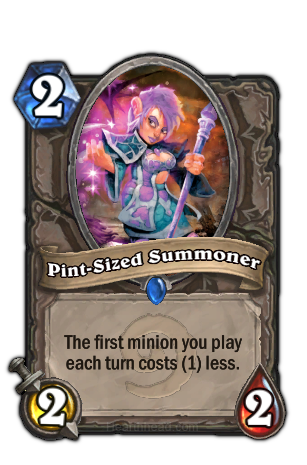 2
Pint-Sized Summoner
The first minion you play
each turn costs (1) less.
2
2